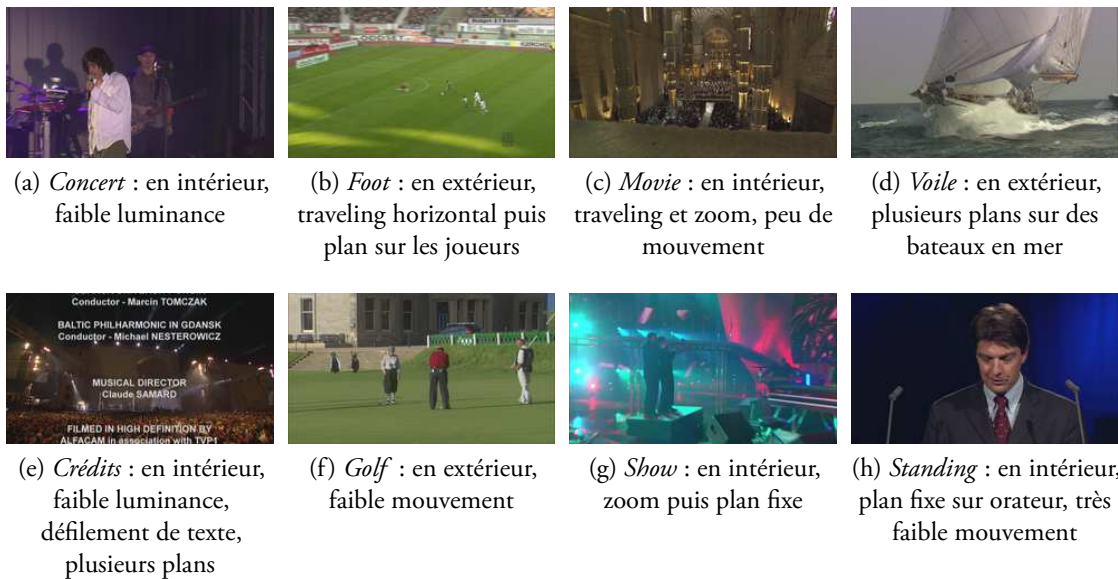 (a) Concert : en intérieur,
faible luminance
(b) Foot : en extérieur,
traveling horizontal puis
plan sur les joueurs
(c) Movie : en intérieur,
traveling et zoom, peu de
mouvement
(d) Voile : en extérieur,
plusieurs plans sur des
bateaux en mer
Conductor - Marcin TOMCZAK
BALTIC PHILHARMONIC IN GDANSK
Conductor - Michael NESTEROWICZ
MUSICAL DIRECTOR
Claude SAMARD
FILMED IN HIGH DEFINITION BY
ALFACAM in association with TVP1
(e) Crédits : en intérieur,
faible luminance,
défilement de texte,
plusieurs plans
(f) Golf : en extérieur,
faible mouvement
(g) Show : en intérieur,
zoom puis plan fixe
(h) Standing : en intérieur,
plan fixe sur orateur, très
faible mouvement